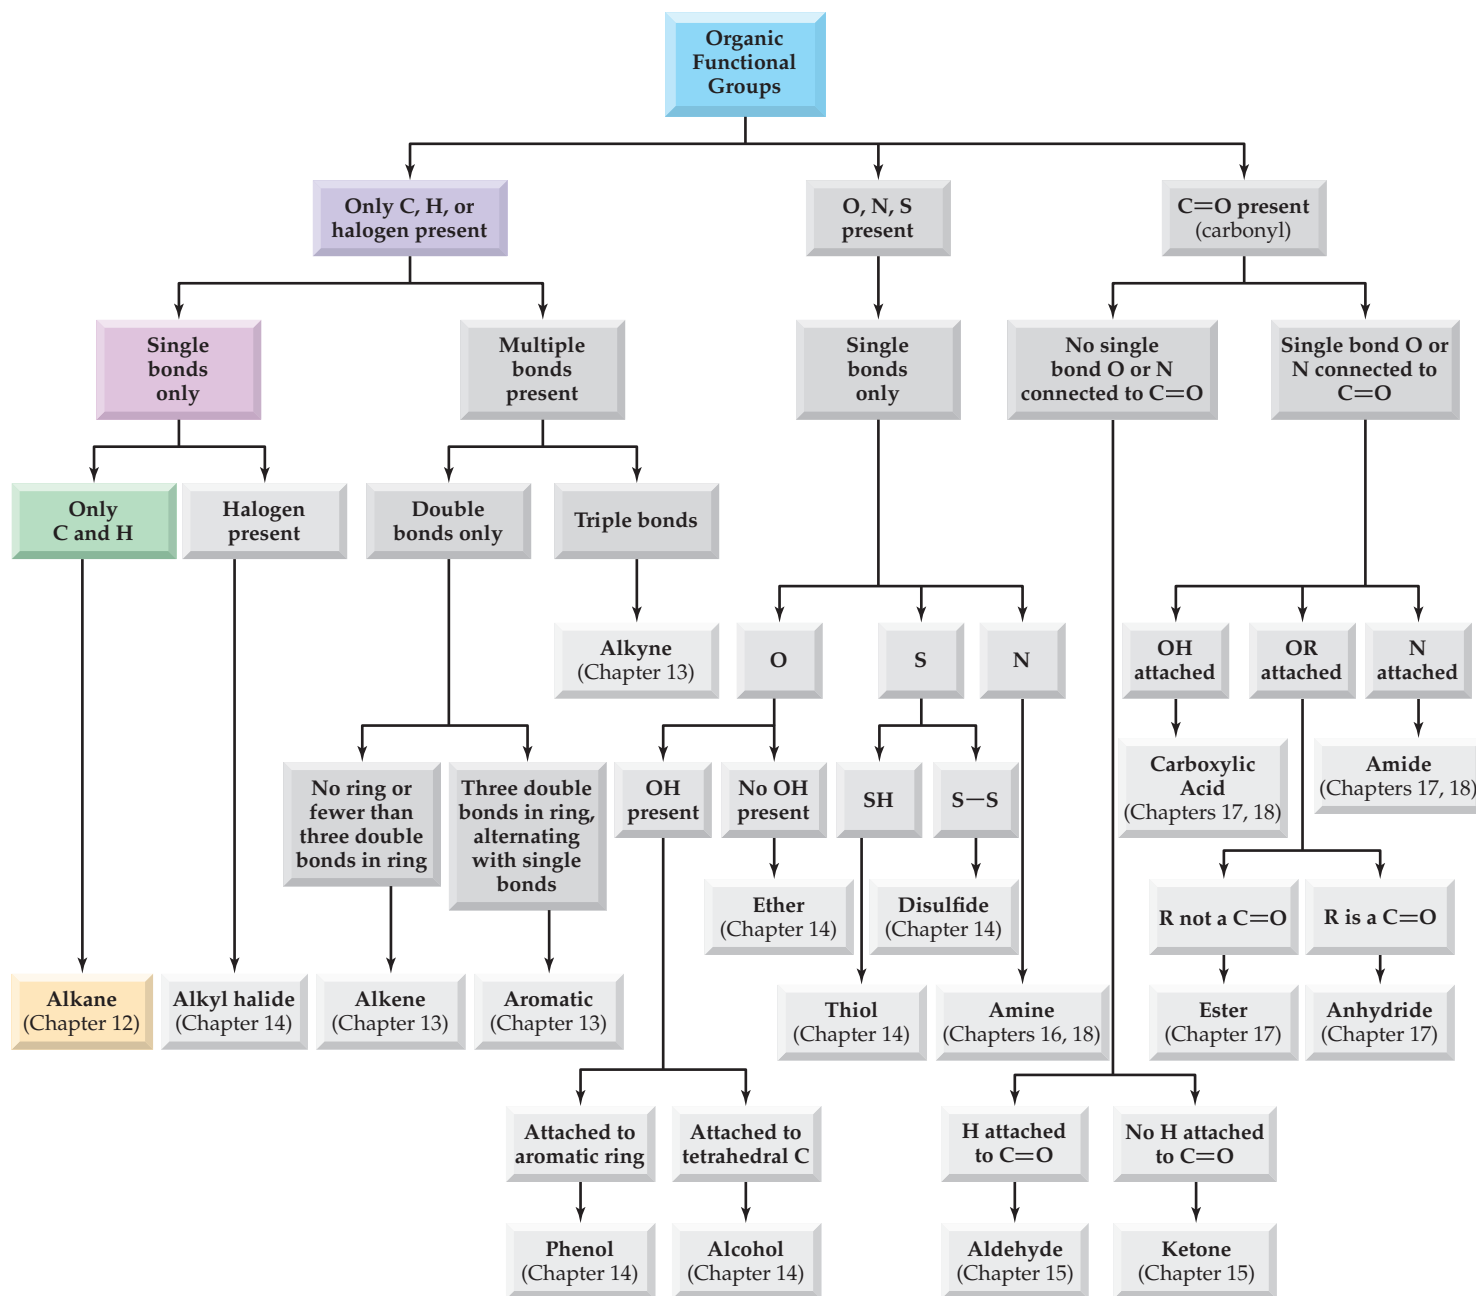 Organic
Functional
Groups
Only C, H, or
halogen present
O, N, S
present
C=O present
(carbonyl)
Single
bonds
only
Multiple
bonds
present
Single
bonds
only
No single
bond O or N
connected to C=O
Single bond O or
N connected to
C=O
Only
C and H
Halogen
present
Double
bonds only
Triple bonds
Alkyne
(Chapter 13)
O
S
N
OH
attached
OR
attached
N
attached
No ring or
fewer than
three double
bonds in ring
Three double
bonds in ring,
alternating
with single
bonds
OH
present
No OH
present
SH
S—S
Carboxylic
Acid
(Chapters 17, 18)
Amide
(Chapters 17, 18)
Ether
(Chapter 14)
Disulfide
(Chapter 14)
R not a C=O
R is a C=O
Alkane
(Chapter 12)
Alkyl halide
(Chapter 14)
Alkene
(Chapter 13)
Aromatic
(Chapter 13)
Thiol
(Chapter 14)
Amine
(Chapters 16, 18)
Ester
(Chapter 17)
Anhydride
(Chapter 17)
Attached to
aromatic ring
Attached to
tetrahedral C
H attached
to C=O
No H attached
to C=O
Phenol
(Chapter 14)
Alcohol
(Chapter 14)
Aldehyde
(Chapter 15)
Ketone
(Chapter 15)